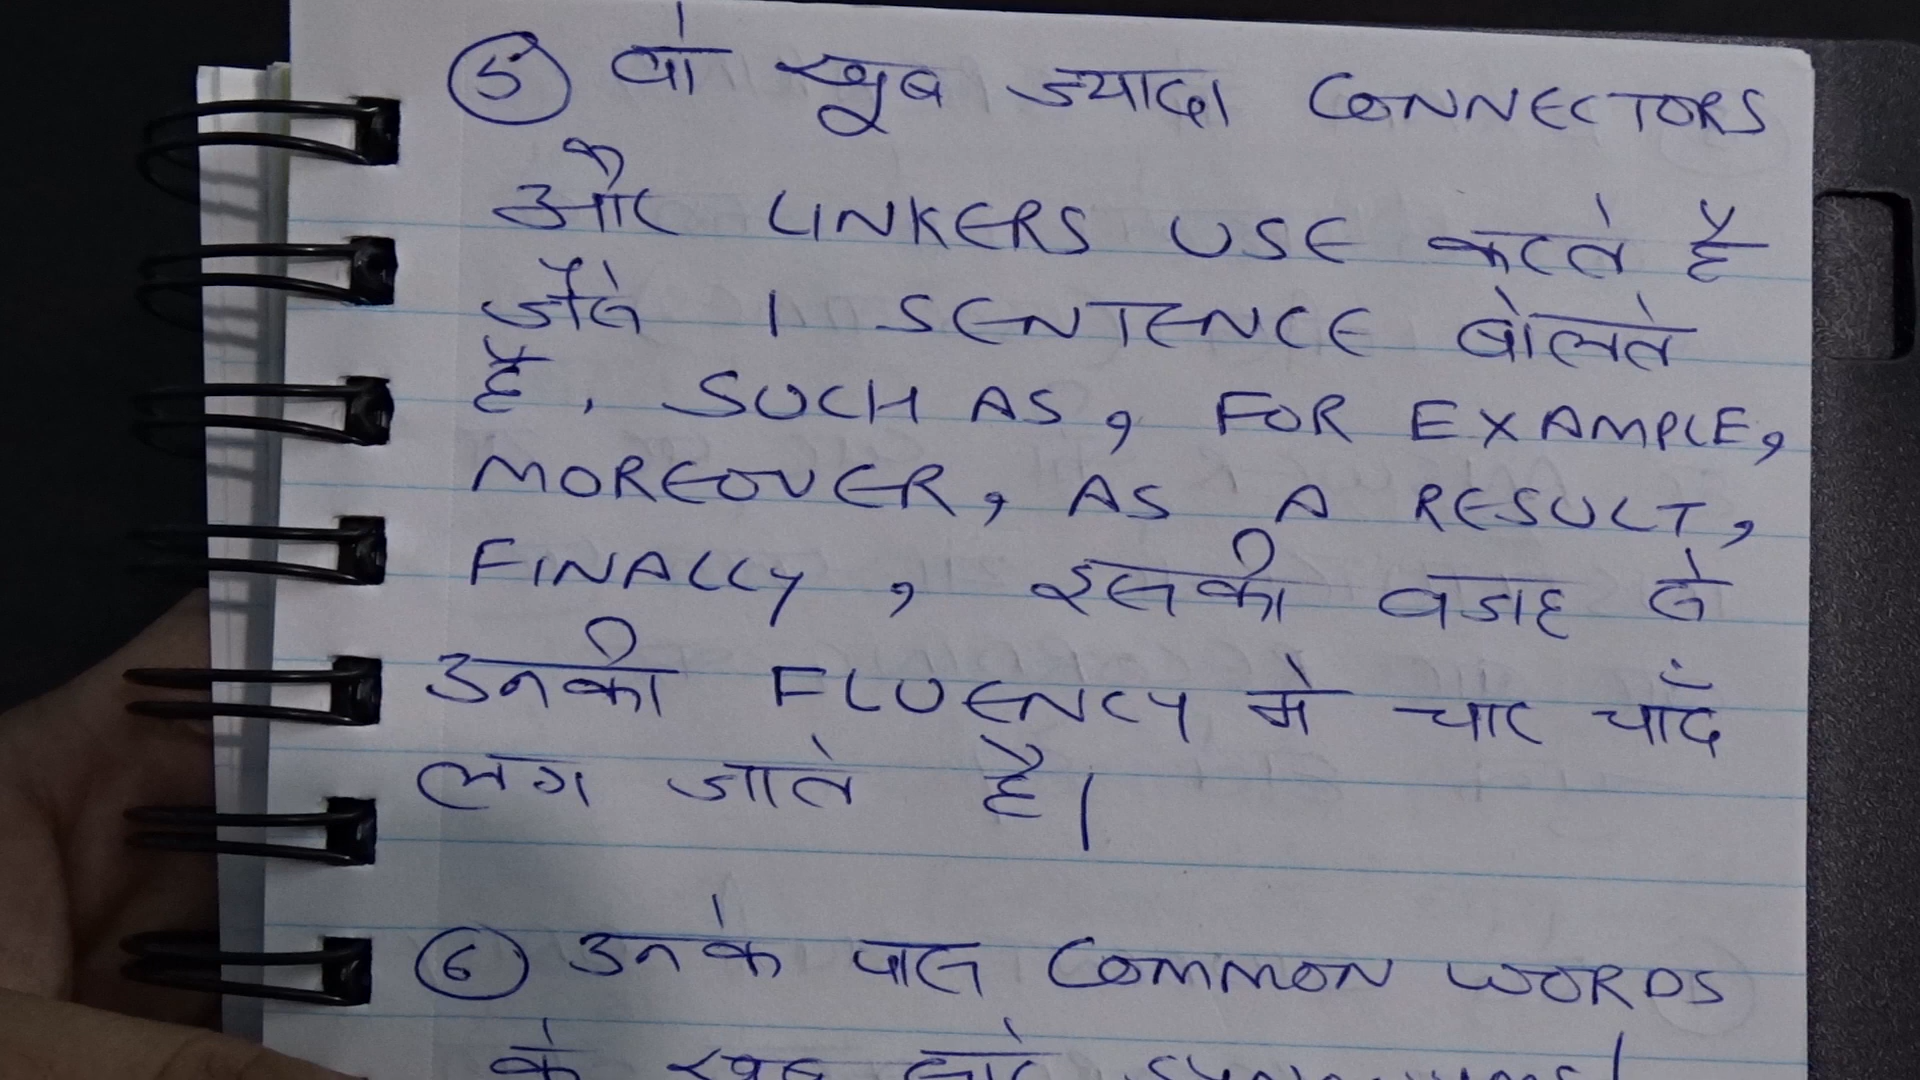 ⑤ वो खूब ज्यादा CONNECTORS
और LINKERS USE करते है
जैसे 1 SENTENCE बोलते
है, SUCH AS, FOR EXAMPLE,
MOREOVER, AS A RESULT,
FINALLY, इसकी वजह से
उनकी FLUENCY मे चार चाँद
लग जाते है।
⑥ उनके पास COMMON WORDS
के खूब सारे